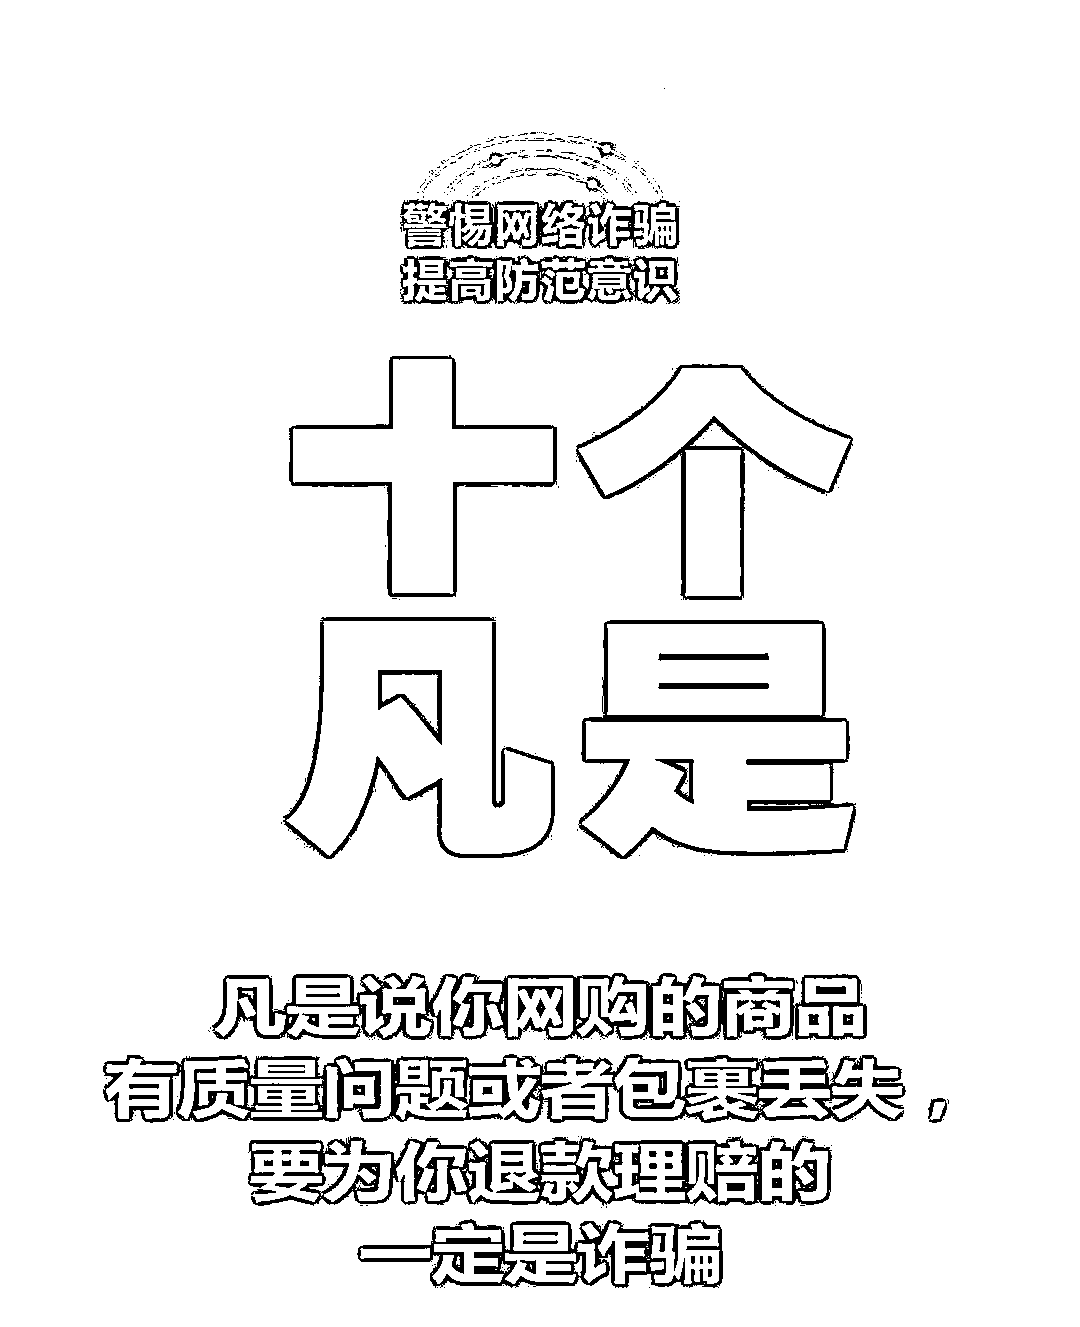 警惕网络诈骗
提高防范意识
十个
凡是
凡是说你网购的商品
有质量问题或者包裹丢失，
要为你退款理赔的
一定是诈骗